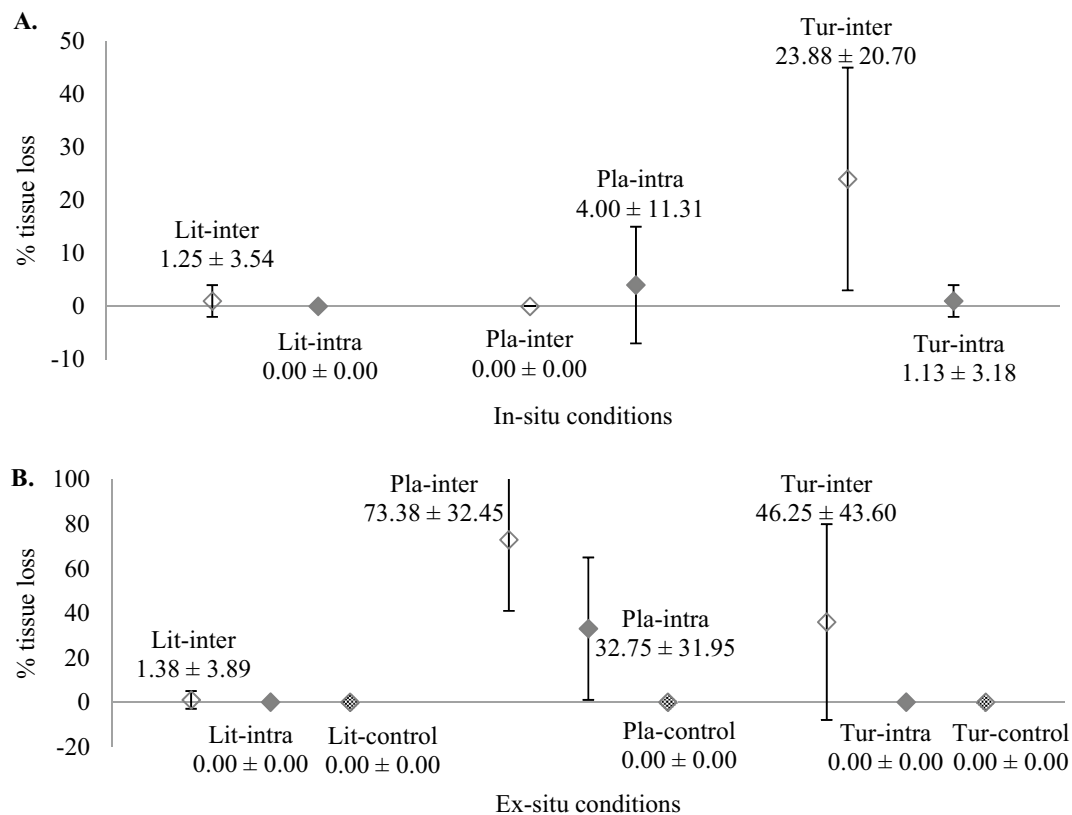 A.
50
40
30
20
10
0
-10
% tissue loss
Tur-inter
23.88 ± 20.70
Pla-intra
4.00 ± 11.31
Lit-inter
1.25 ± 3.54
Lit-intra
0.00 ± 0.00
Pla-inter
0.00 ± 0.00
Tur-intra
1.13 ± 3.18
In-situ conditions
B.
100
80
60
40
20
0
-20
% tissue loss
Pla-inter
73.38 ± 32.45
Tur-inter
46.25 ± 43.60
Pla-intra
32.75 ± 31.95
Lit-inter
1.38 ± 3.89
Lit-intra
0.00 ± 0.00
Lit-control
0.00 ± 0.00
Pla-control
0.00 ± 0.00
Tur-intra
0.00 ± 0.00
Tur-control
0.00 ± 0.00
Ex-situ conditions